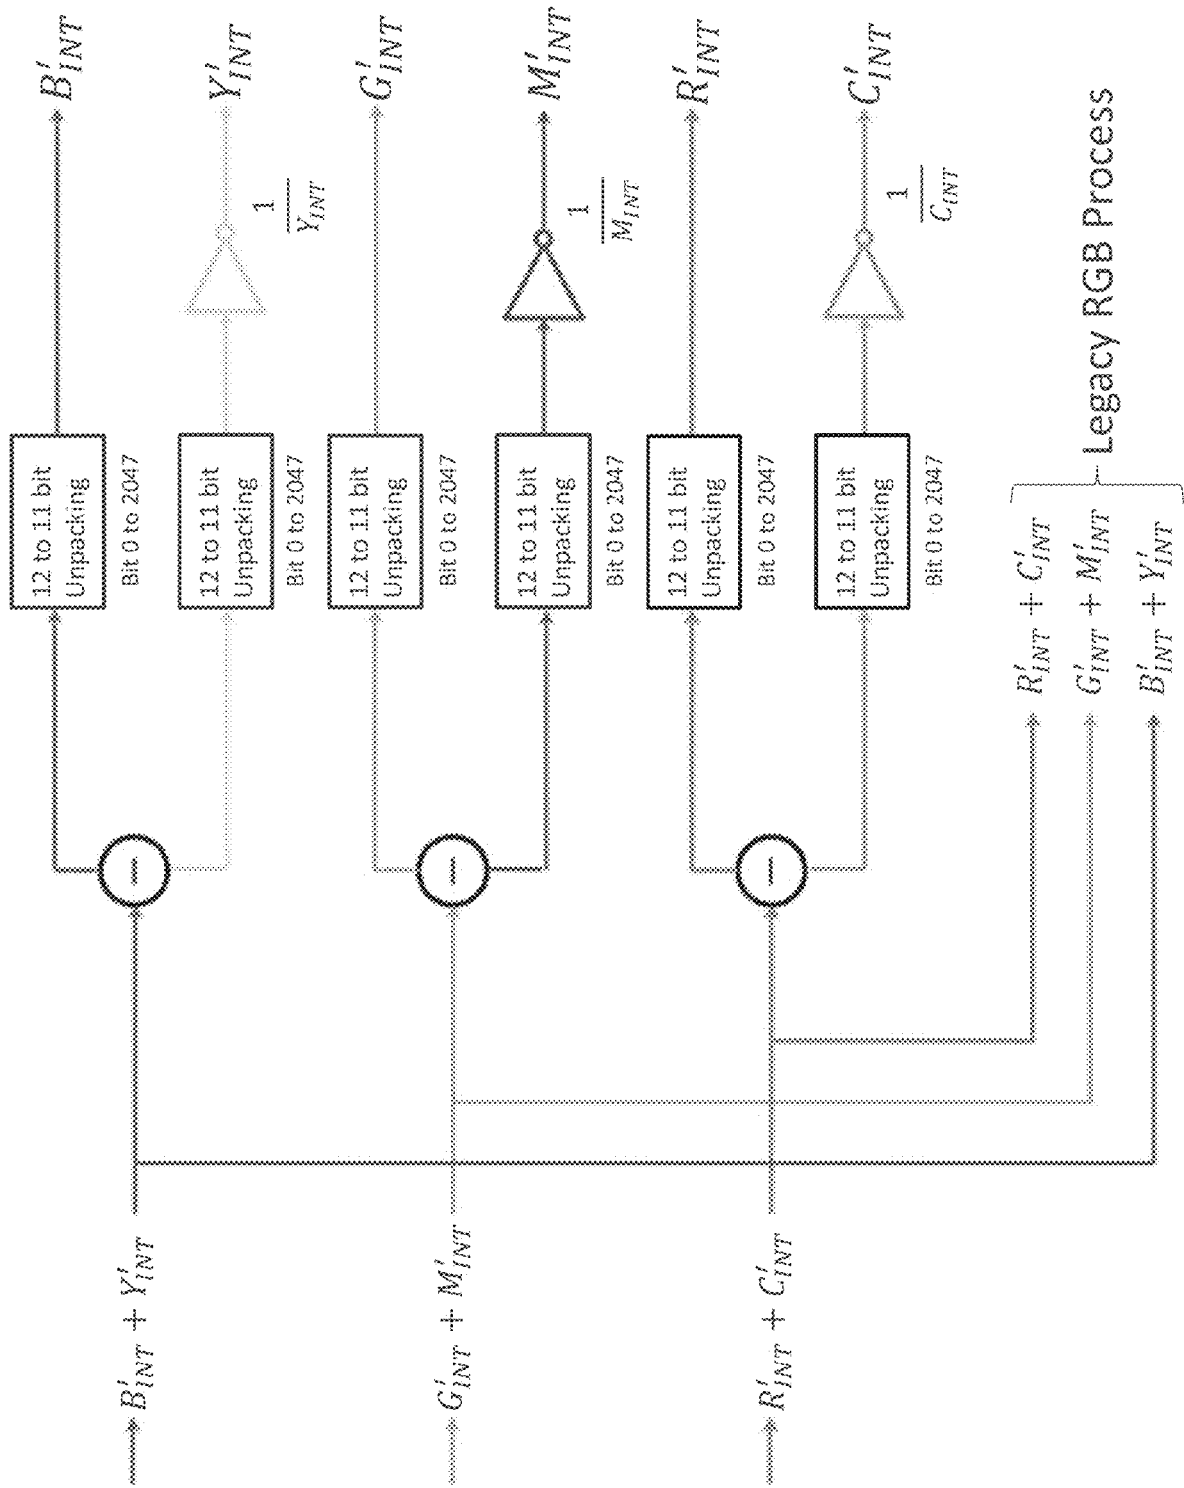 B′INT + Y′INT
G′INT + M′INT
R′INT + C′INT
12 to 11 bit
Unpacking
Bit 0 to 2047
B′INT
12 to 11 bit
Unpacking
Bit 0 to 2047
1
YINT
Y′INT
12 to 11 bit
Unpacking
Bit 0 to 2047
G′INT
12 to 11 bit
Unpacking
Bit 0 to 2047
1
MINT
M′INT
12 to 11 bit
Unpacking
Bit 0 to 2047
R′INT
12 to 11 bit
Unpacking
Bit 0 to 2047
1
CINT
C′INT
R′INT + C′INT
G′INT + M′INT
B′INT + Y′INT
Legacy RGB Process